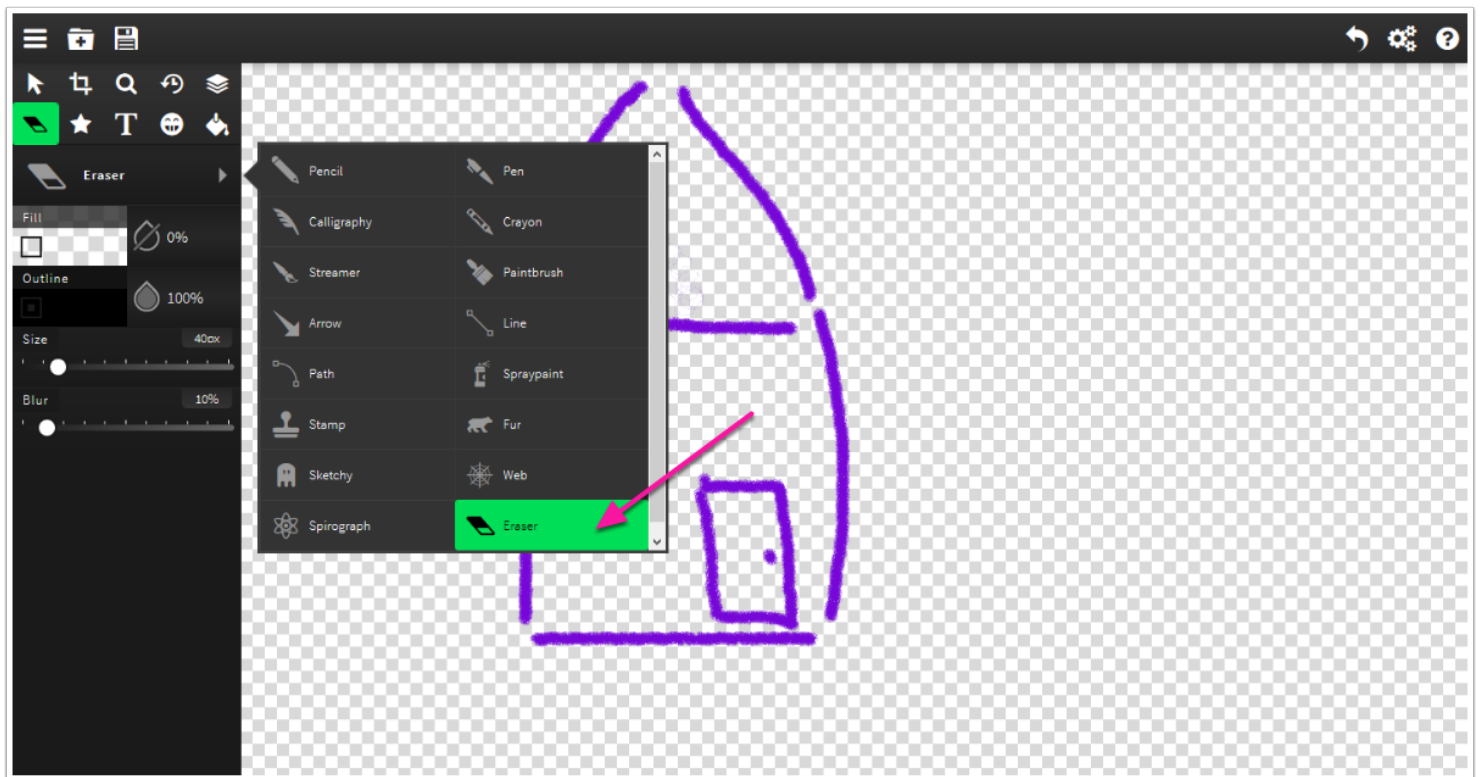 T
Eraser
Pencil Pen
Fill
0%
Calligraphy Crayon
Outline
100%
Streamer Paintbrush
Size 40px
Arrow Line
Path Spraypaint
Blur 10%
Stamp Fur
Sketchy Web
Spirograph Eraser